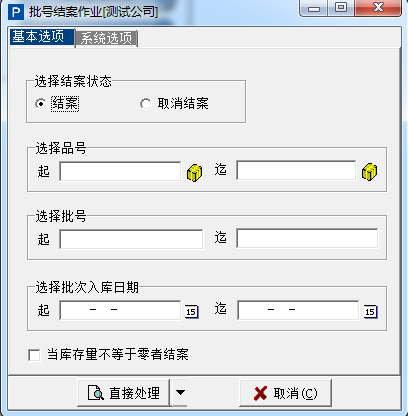 P 批号结案作业[测试公司]
基本选项 系统选项
选择结案状态
结案 取消结案
选择品号
起 迄
选择批号
起 迄
选择批次入库日期
起 - - 15 迄 - - 15
当库存量不等于零者结案
直接处理 取消(C)